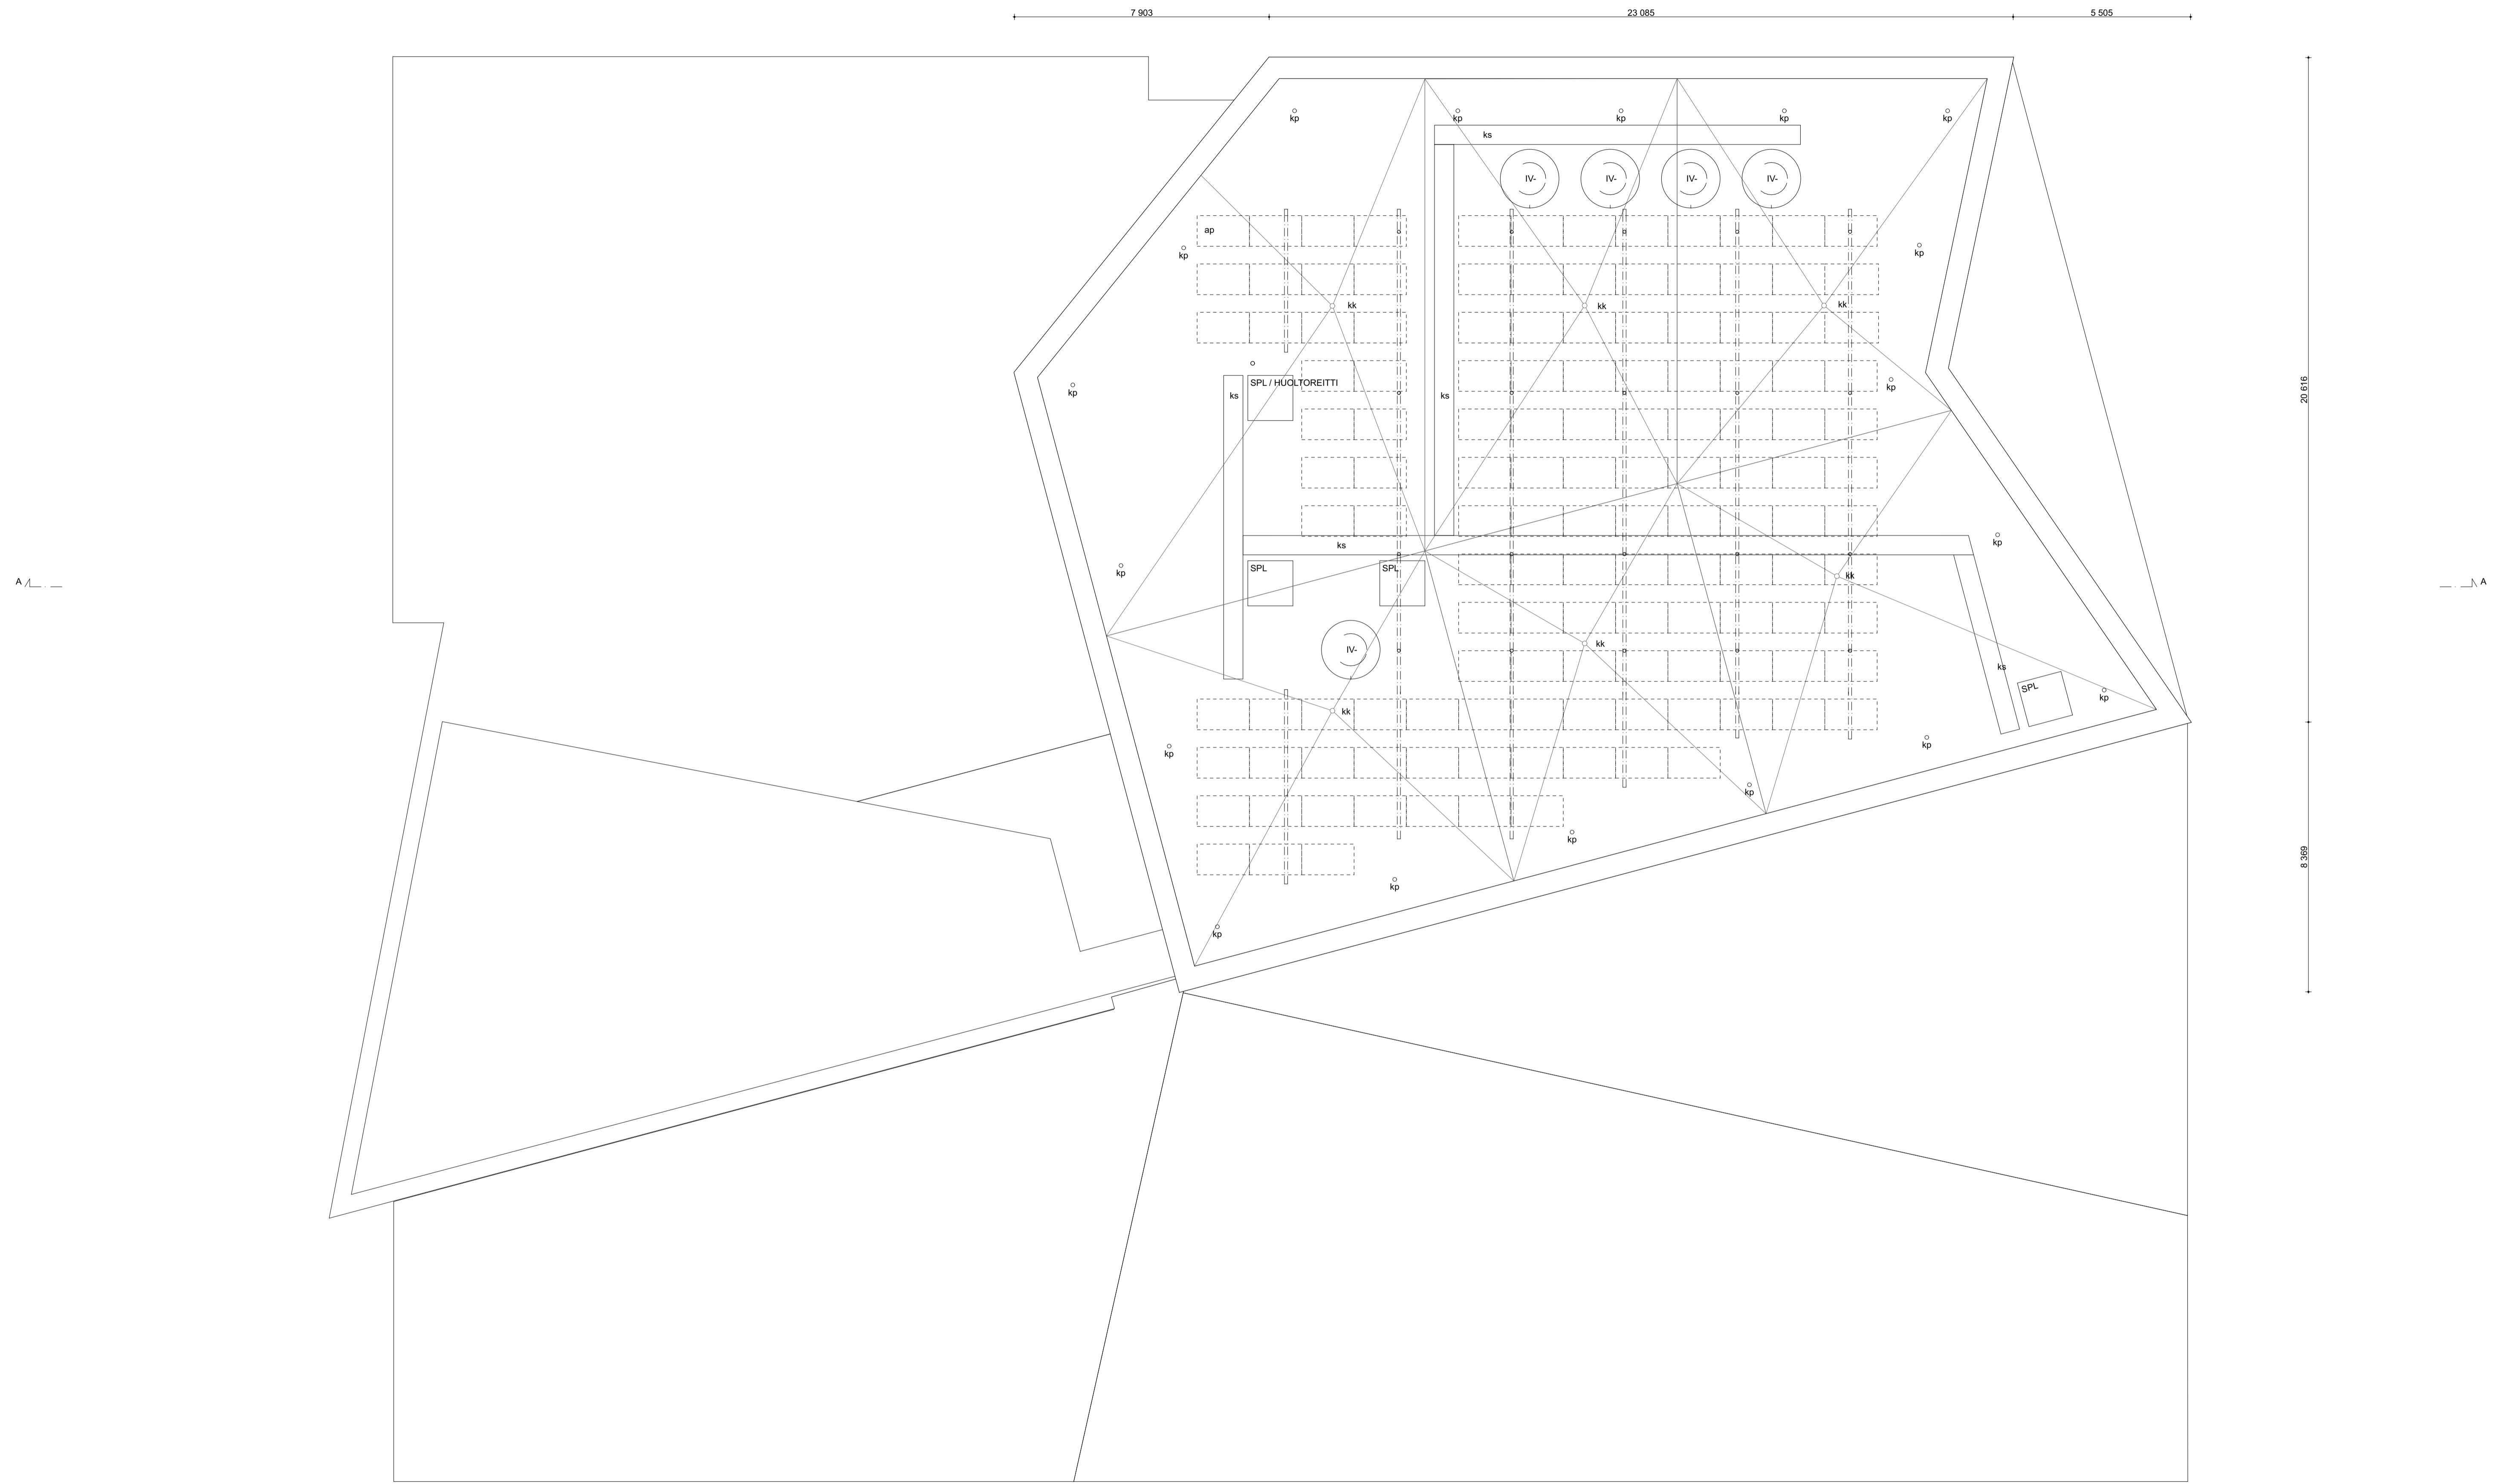 7 903
23 085
5 505
kp
kp
kp
kp
kp
ks
IV-
IV-
IV-
IV-
ap
kp
kp
kk
kk
kk
SPL / HUOLTOREITTI
20 616
kp
kp
ks
ks
kp
ks
SPL
SPL
kp
kk
A
A
kk
IV-
ks
SPL
kp
kk
kp
kp
kp
kp
8 369
kp
kp